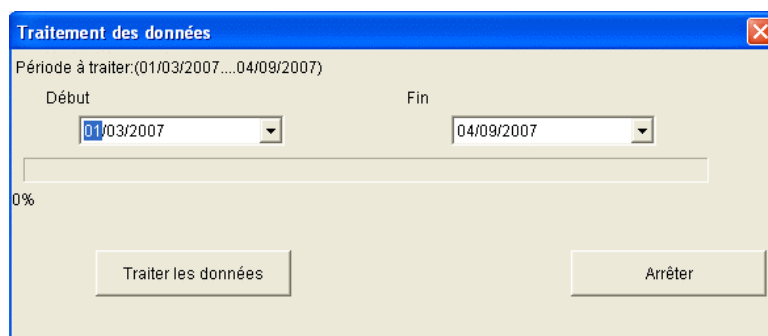 Traitement des données
Période à traiter:(01/03/2007....04/09/2007)
Début Fin
01/03/2007 04/09/2007
0%
Traiter les données Arrêter